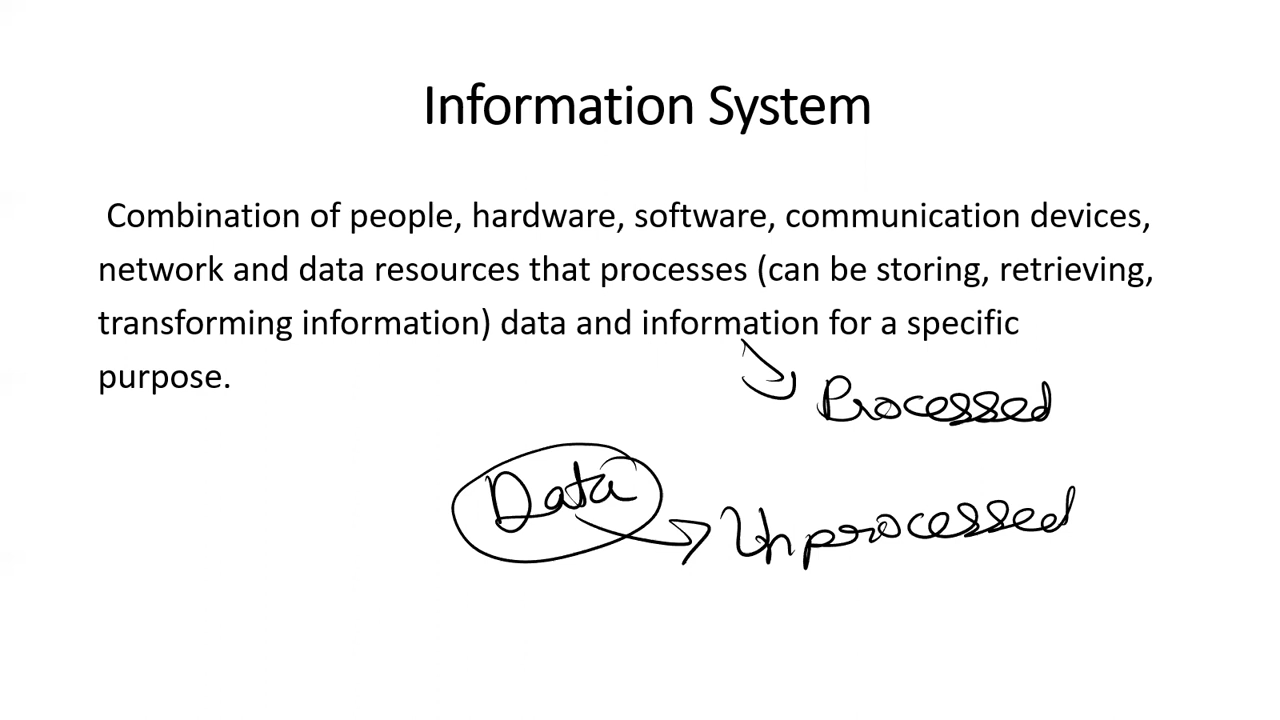 Information System
Combination of people, hardware, software, communication devices,
network and data resources that processes (can be storing, retrieving,
transforming information) data and information for a specific
purpose.
Processed
Data
Unprocessed